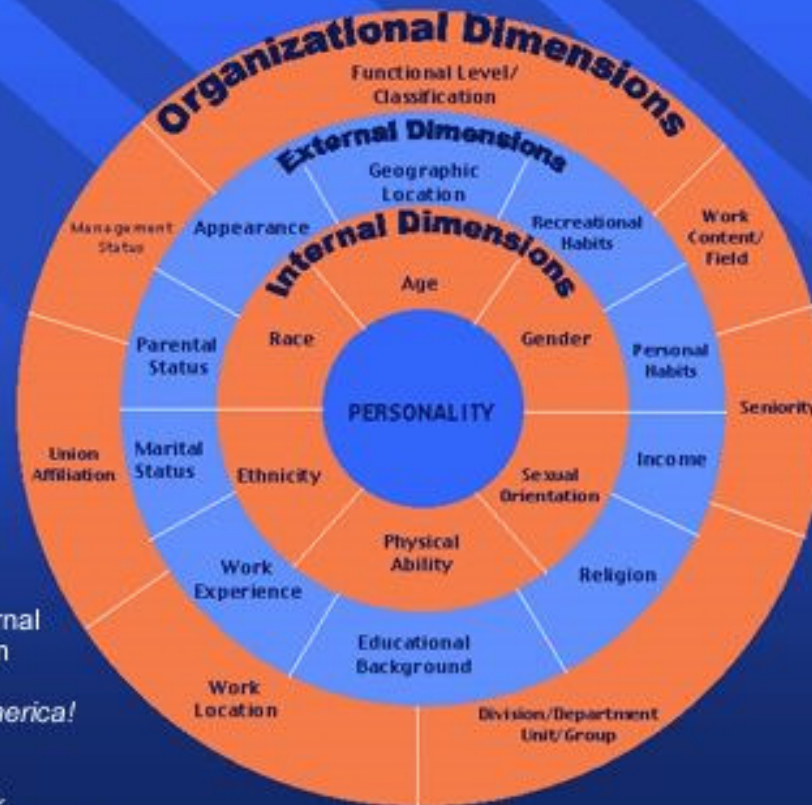 Organizational Dimensions
Functional Level/
Classification
External Dimensions
Geographic
Location
Appearance
Recreational
Habits
Management
Status
Work
Content/
Field
Internal Dimensions
Age
Race
Gender
Parental
Status
Personal
Habits
PERSONALITY
Seniority
Union
Affiliation
Marital
Status
Ethnicity
Sexual
Orientation
Income
Physical
Ability
Work
Experience
Religion
Educational
Background
Work
Location
Division/Department
Unit/Group